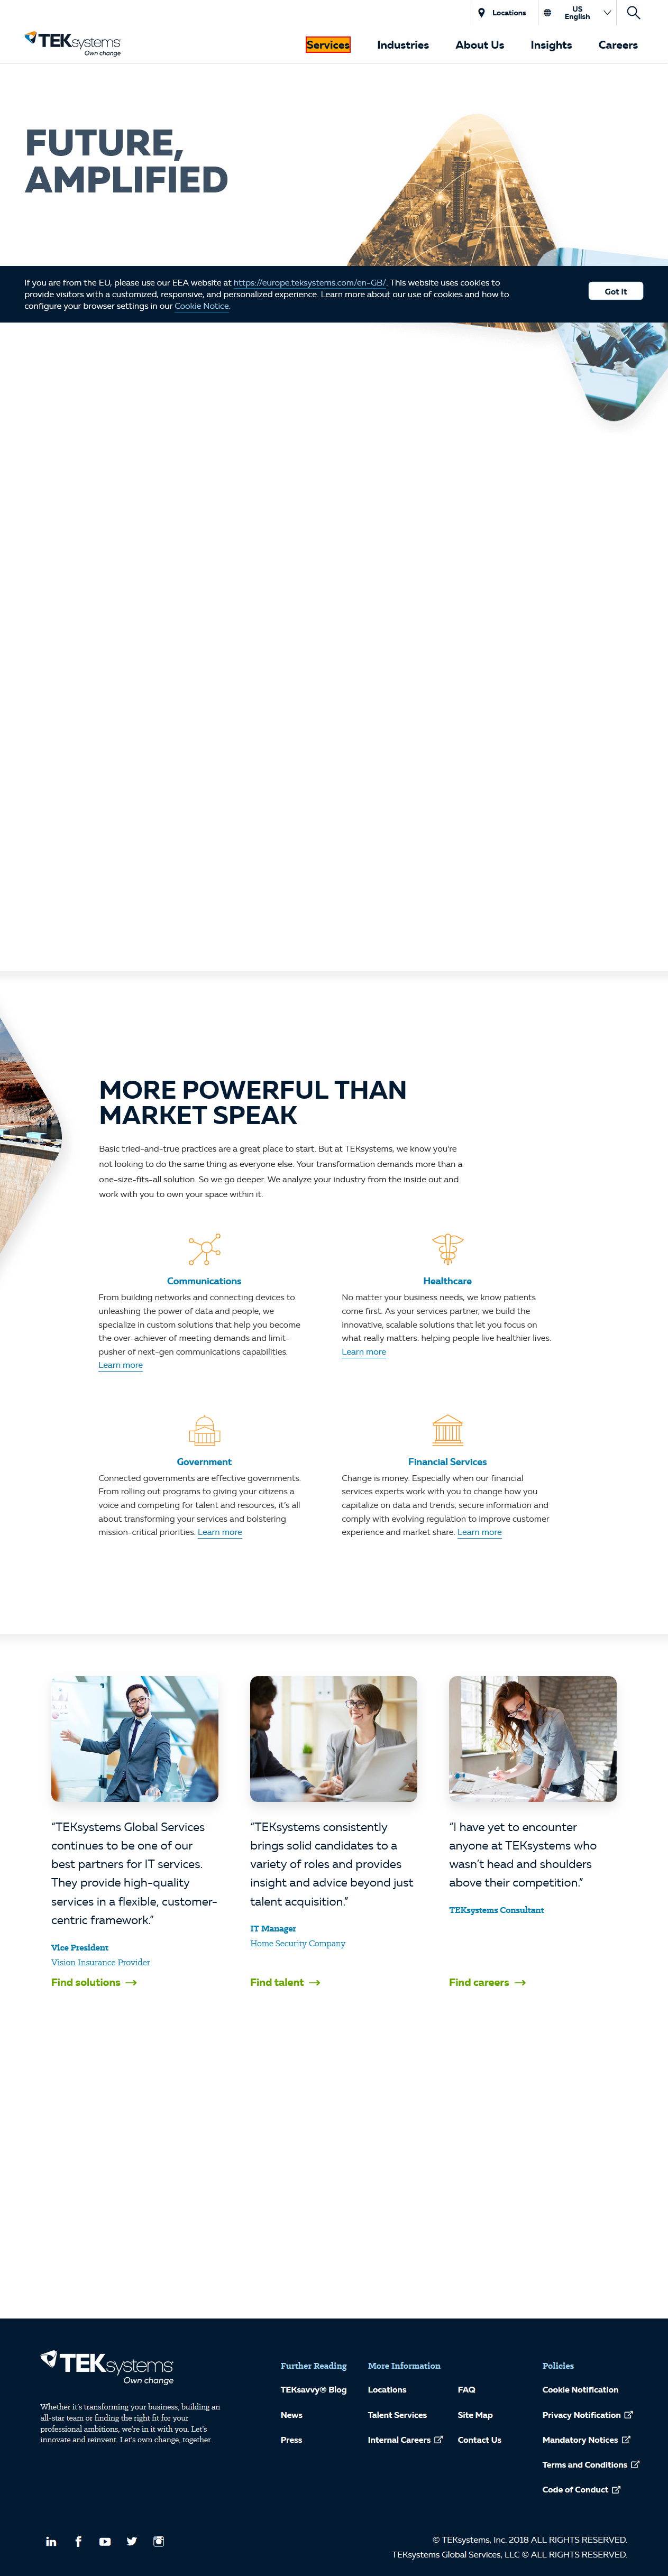 Locations
US
English
TEKsystems
Own change
Services
Industries
About Us
Insights
Careers
FUTURE,
AMPLIFIED
If you are from the EU, please use our EEA website at https://europe.teksystems.com/en-GB/. This website uses cookies to
provide visitors with a customized, responsive, and personalized experience. Learn more about our use of cookies and how to
configure your browser settings in our Cookie Notice.
Got It
MORE POWERFUL THAN
MARKET SPEAK
Basic tried-and-true practices are a great place to start. But at TEKsystems, we know you're
not looking to do the same thing as everyone else. Your transformation demands more than a
one-size-fits-all solution. So we go deeper. We analyze your industry from the inside out and
work with you to own your space within it.
Communications
From building networks and connecting devices to
unleashing the power of data and people, we
specialize in custom solutions that help you become
the over-achiever of meeting demands and limit-
pusher of next-gen communications capabilities.
Learn more
Healthcare
No matter your business needs, we know patients
come first. As your services partner, we build the
innovative, scalable solutions that let you focus on
what really matters: helping people live healthier lives.
Learn more
Government
Connected governments are effective governments.
From rolling out programs to giving your citizens a
voice and competing for talent and resources, it's all
about transforming your services and bolstering
mission-critical priorities. Learn more
Financial Services
Change is money. Especially when our financial
services experts work with you to change how you
capitalize on data and trends, secure information and
comply with evolving regulation to improve customer
experience and market share. Learn more
“TEKsystems Global Services
continues to be one of our
best partners for IT services.
They provide high-quality
services in a flexible, customer-
centric framework.”
Vice President
Vision Insurance Provider
Find solutions
“TEKsystems consistently
brings solid candidates to a
variety of roles and provides
insight and advice beyond just
talent acquisition.”
IT Manager
Home Security Company
Find talent
“I have yet to encounter
anyone at TEKsystems who
wasn’t head and shoulders
above their competition.”
TEKsystems Consultant
Find careers
TEKsystems
Own change
Whether it's transforming your business, building an
all-star team or finding the right fit for your
professional ambitions, we're in it with you. Let's
innovate and reinvent. Let's own change, together.
Further Reading
TEKsavvy® Blog
News
Press
More Information
Locations
Talent Services
Internal Careers
FAQ
Site Map
Contact Us
Policies
Cookie Notification
Privacy Notification
Mandatory Notices
Terms and Conditions
Code of Conduct
© TEKsystems, Inc. 2018 ALL RIGHTS RESERVED.
TEKsystems Global Services, LLC © ALL RIGHTS RESERVED.